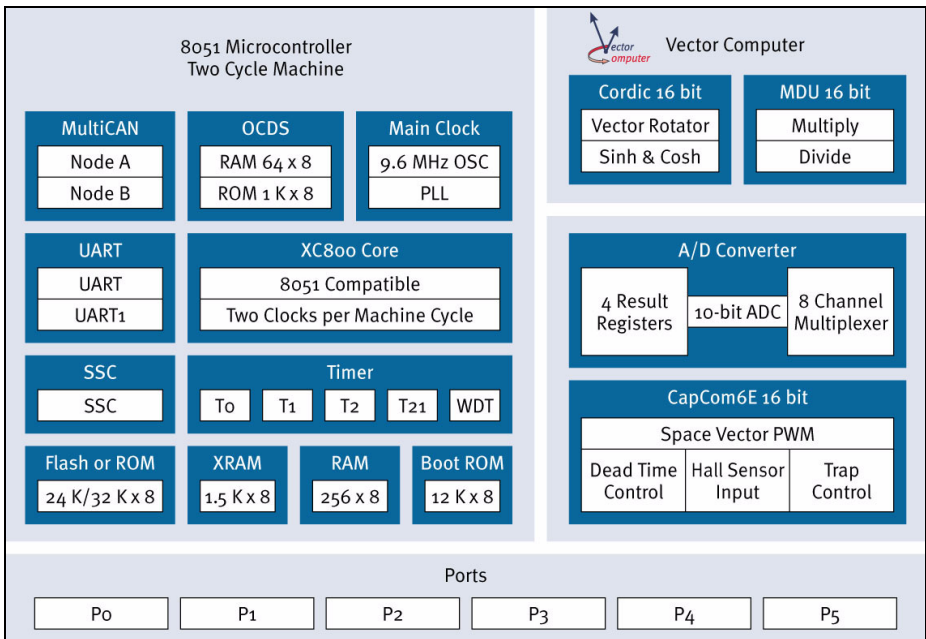 8051 Microcontroller
Two Cycle Machine
MultiCAN
Node A
Node B
OCDS
RAM 64 x 8
ROM 1 K x 8
Main Clock
9.6 MHz OSC
PLL
UART
UART
UART1
XC800 Core
8051 Compatible
Two Clocks per Machine Cycle
SSC
SSC
Timer
T0
T1
T2
T21
WDT
Flash or ROM
24 K/32 K x 8
XRAM
1.5 K x 8
RAM
256 x 8
Boot ROM
12 K x 8
Vector Computer
ector
omputer
Cordic 16 bit
Vector Rotator
Sinh & Cosh
MDU 16 bit
Multiply
Divide
A/D Converter
4 Result
Registers
10-bit ADC
8 Channel
Multiplexer
CapCom6E 16 bit
Space Vector PWM
Dead Time
Control
Hall Sensor
Input
Trap
Control
Ports
P0
P1
P2
P3
P4
P5